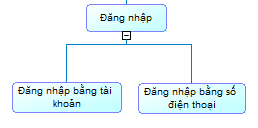 Đăng nhập
Đăng nhập bằng tài
khoản
Đăng nhập bằng số
điện thoại